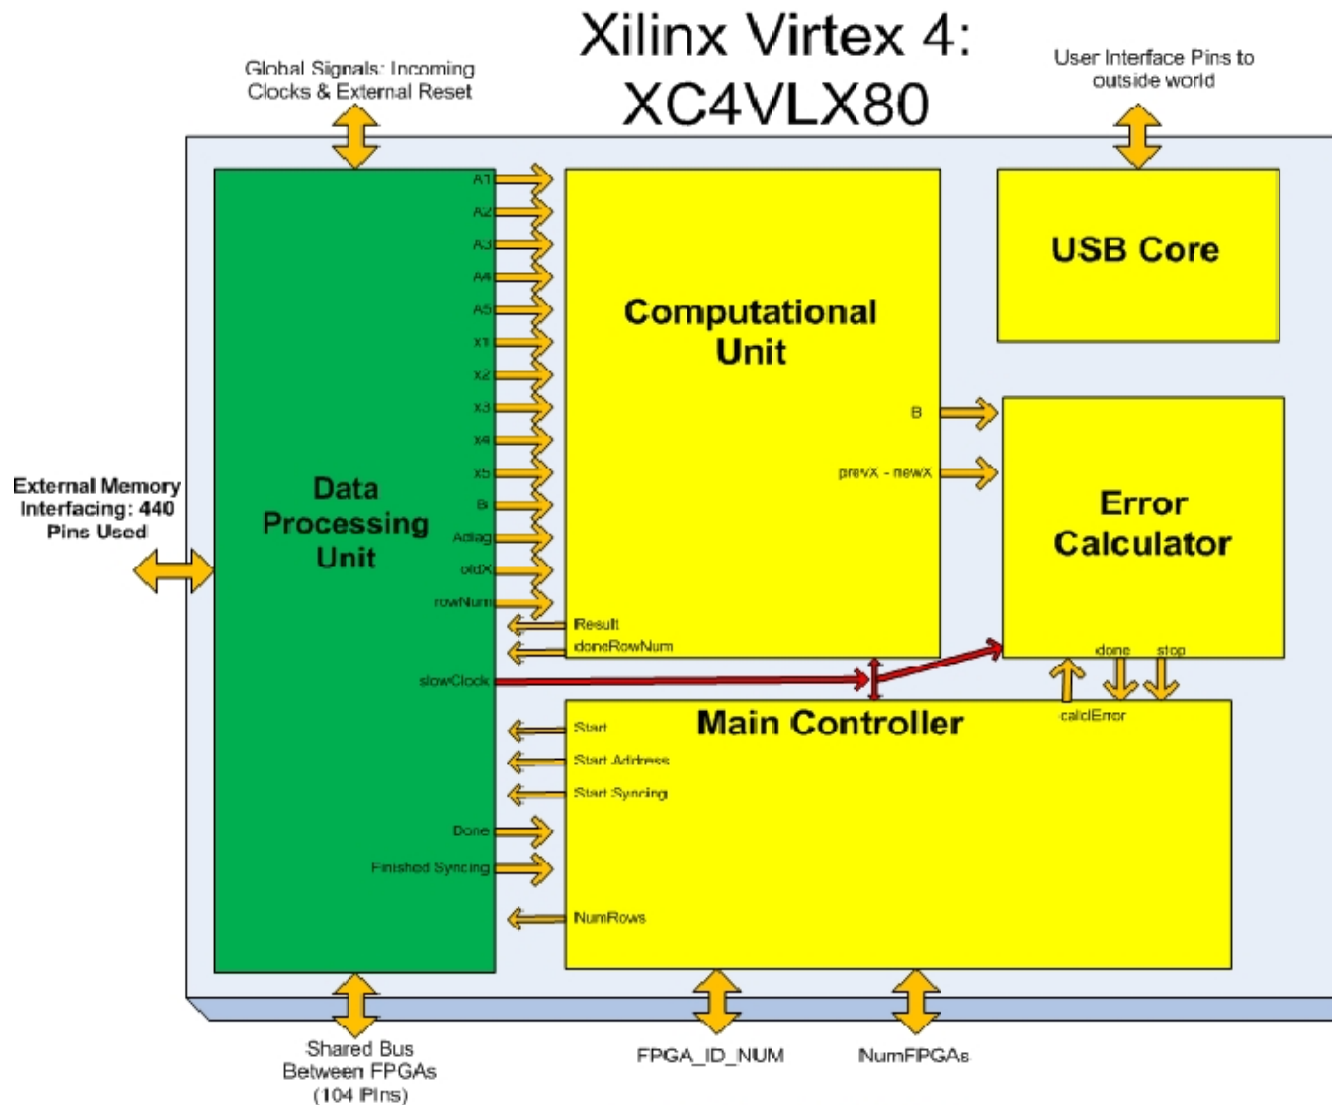 Xilinx Virtex 4:
XC4VLX80
Global Signals: Incoming
Clocks & External Reset
User Interface Pins to
outside world
A1
A2
A3
A4
A5
x1
x2
x3
x4
x5
B
Adiag
oldX
rowNum
Result
doneRowNum
slowClock
Computational
Unit
USB Core
B
prevX - newX
Error
Calculator
done stop
calcError
External Memory
Interfacing: 440
Pins Used
Data
Processing
Unit
Main Controller
Start
Start Address
Start Syncing
Done
Finished Syncing
NumRows
Shared Bus
Between FPGAs
(104 Pins)
FPGA_ID_NUM
NumFPGAs